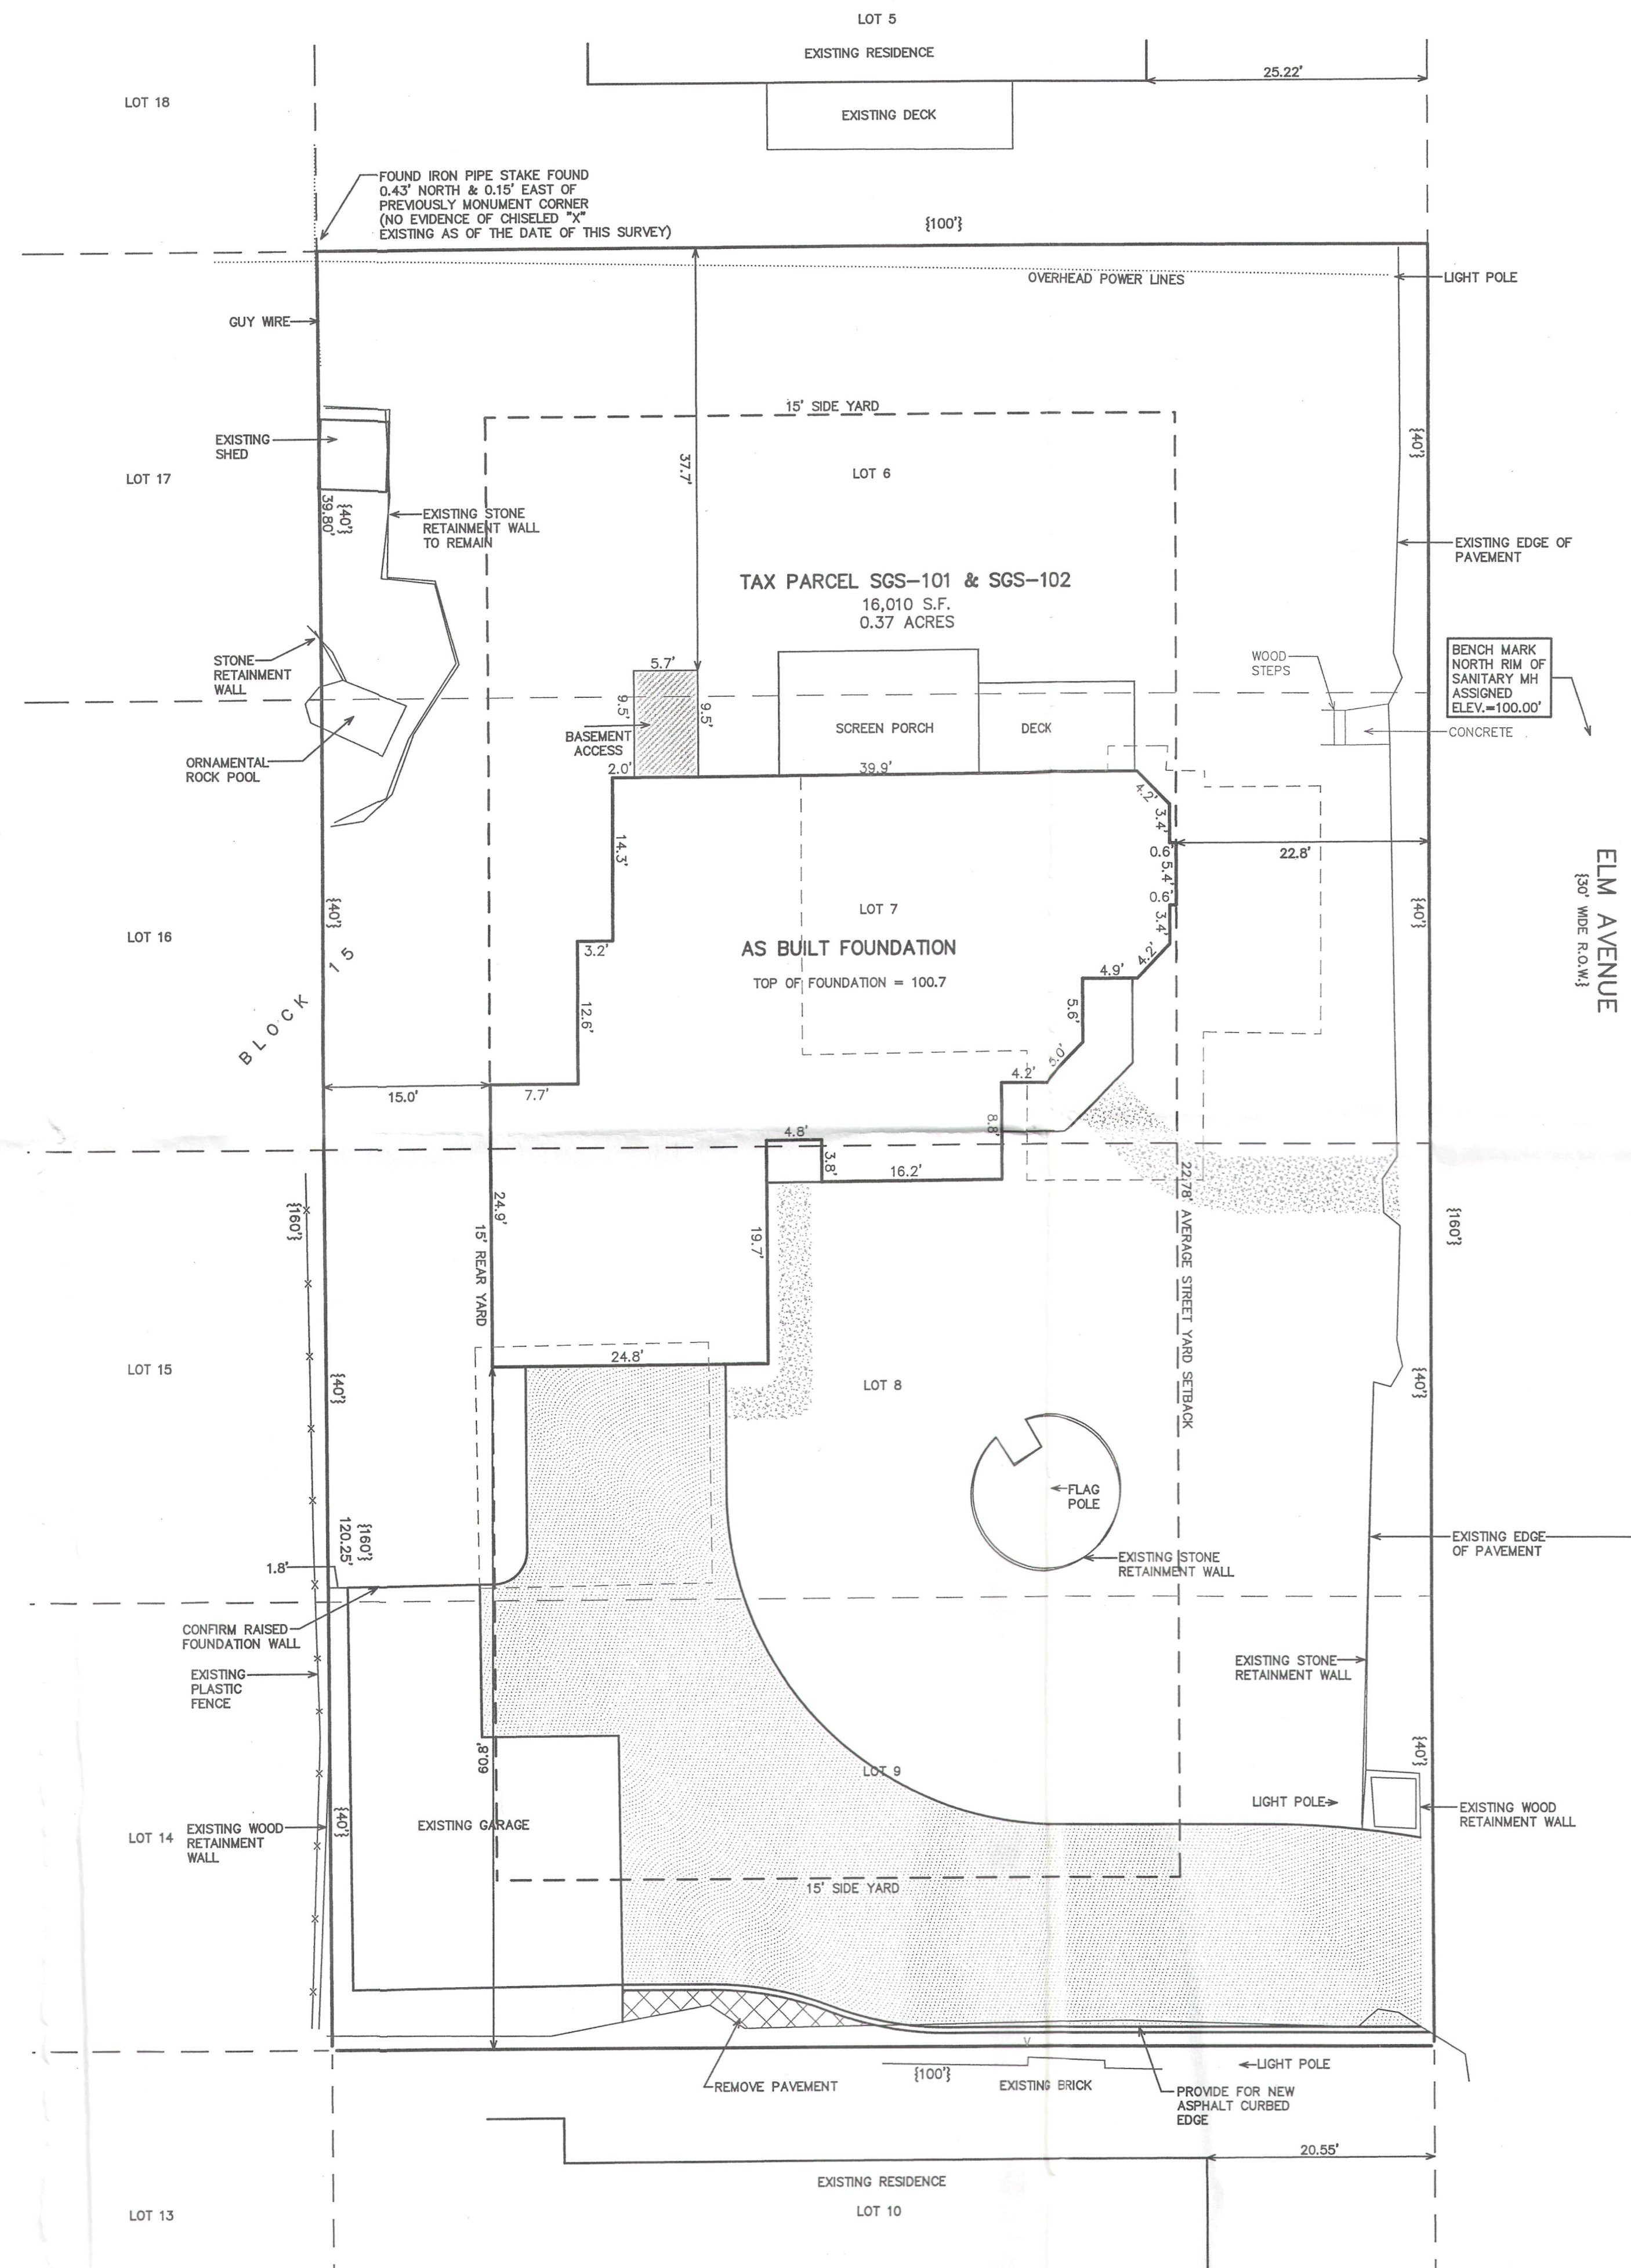 LOT 5
EXISTING RESIDENCE
25.22'
LOT 18
EXISTING DECK
FOUND IRON PIPE STAKE FOUND
0.43' NORTH & 0.15' EAST OF
PREVIOUSLY MONUMENT CORNER
(NO EVIDENCE OF CHISELED "X"
EXISTING AS OF THE DATE OF THIS SURVEY)
{100'}
OVERHEAD POWER LINES
LIGHT POLE
GUY WIRE
15' SIDE YARD
EXISTING
SHED
{40'}
37.7'
LOT 6
LOT 17
39.80'
{40'}
EXISTING STONE
RETAINMENT WALL
TO REMAIN
EXISTING EDGE OF
PAVEMENT
TAX PARCEL SGS-101 & SGS-102
16,010 S.F.
0.37 ACRES
STONE
RETAINMENT
WALL
5.7'
WOOD
STEPS
BENCH MARK
NORTH RIM OF
SANITARY MH
ASSIGNED
ELEV.=100.00'
9.5'
9.5'
BASEMENT
ACCESS
SCREEN PORCH
DECK
CONCRETE
ORNAMENTAL
ROCK POOL
2.0'
39.9'
4.2'
3.4'
14.3'
0.6'
5.4'
22.8'
0.6'
3.4'
4.2'
ELM AVENUE
{30' WIDE R.O.W.}
{40'}
LOT 7
{40'}
LOT 16
3.2'
AS BUILT FOUNDATION
TOP OF FOUNDATION = 100.7
4.9'
BLOCK 15
12.6'
5.6'
5.0'
4.2'
15.0'
7.7'
8.8'
4.8'
3.8'
16.2'
24.9'
22.78' AVERAGE STREET YARD SETBACK
{160'}
{160'}
15' REAR YARD
19.7'
24.8'
LOT 15
{40'}
LOT 8
{40'}
FLAG
POLE
EXISTING STONE
RETAINMENT WALL
EXISTING EDGE
OF PAVEMENT
{160'}
120.25'
1.8'
CONFIRM RAISED
FOUNDATION WALL
EXISTING
PLASTIC
FENCE
EXISTING STONE
RETAINMENT WALL
60.8'
{40'}
LOT 9
LIGHT POLE
EXISTING WOOD
RETAINMENT WALL
{40'}
EXISTING GARAGE
LOT 14
EXISTING WOOD
RETAINMENT
WALL
15' SIDE YARD
LIGHT POLE
{100'}
EXISTING BRICK
REMOVE PAVEMENT
PROVIDE FOR NEW
ASPHALT CURBED
EDGE
20.55'
EXISTING RESIDENCE
LOT 10
LOT 13